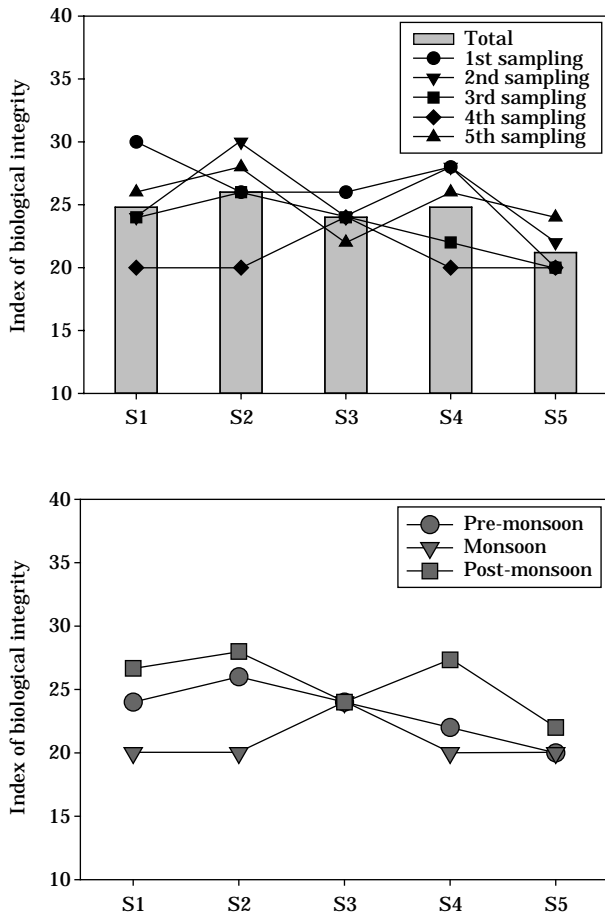 40
35
30
25
20
15
10
Index of biological integrity
Total
1st sampling
2nd sampling
3rd sampling
4th sampling
5th sampling
S1 S2 S3 S4 S5
40
35
30
25
20
15
10
Index of biological integrity
Pre-monsoon
Monsoon
Post-monsoon
S1 S2 S3 S4 S5